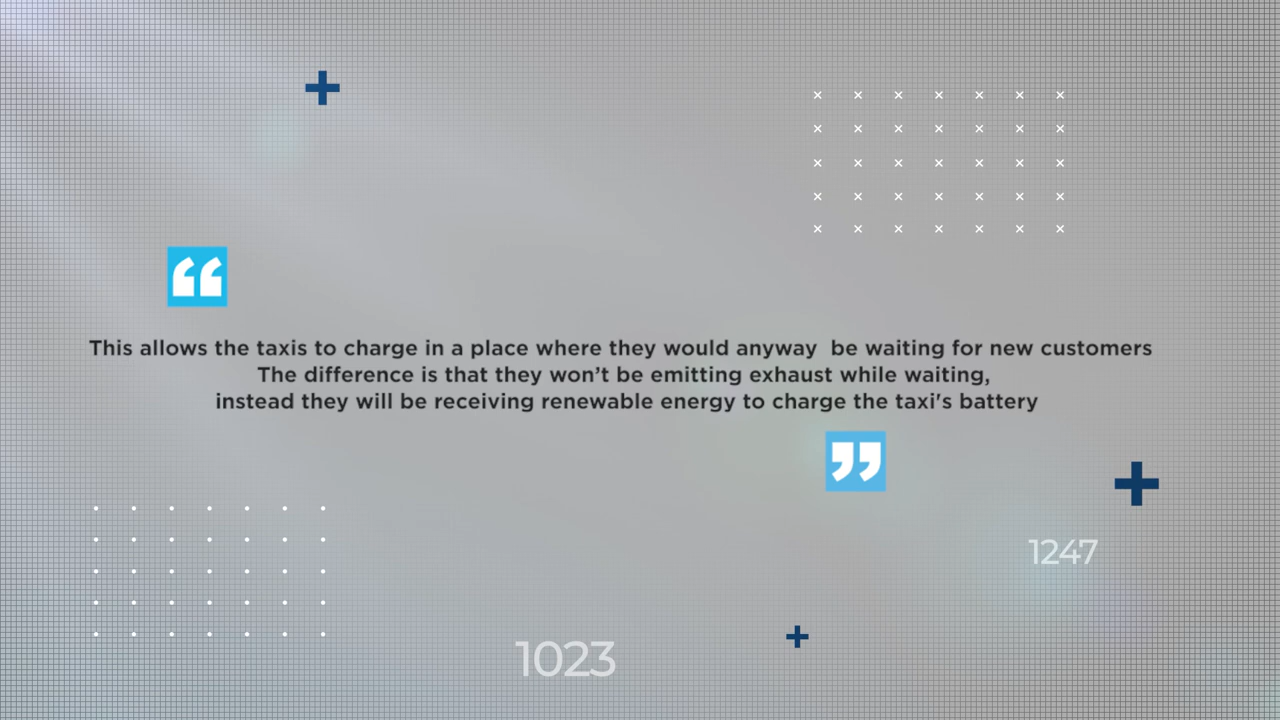 “
This allows the taxis to charge in a place where they would anyway  be waiting for new customers
The difference is that they won’t be emitting exhaust while waiting,
instead they will be receiving renewable energy to charge the taxi's battery
”
1247
1023